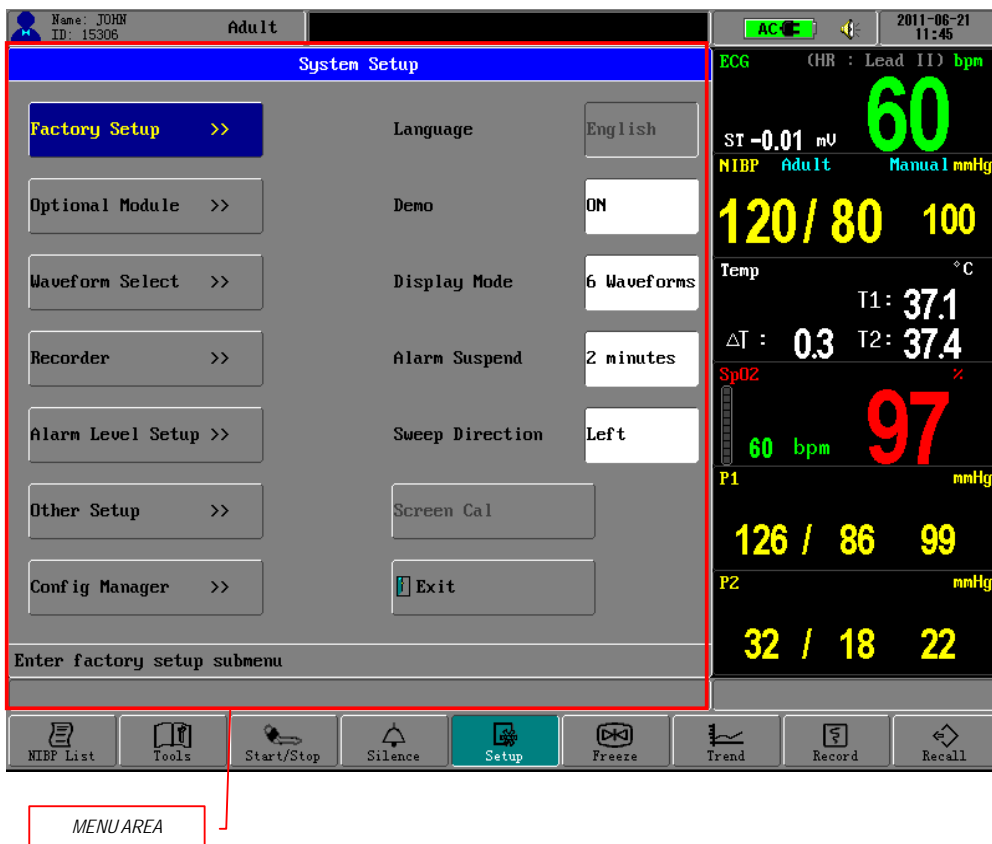 Name: JOHN
ID: 15306
Adult
AC
2011-06-21
11:45
System Setup
Factory Setup >>
Optional Module >>
Waveform Select >>
Recorder >>
Alarm Level Setup >>
Other Setup >>
Config Manager >>
Language English
Demo ON
Display Mode 6 Waveforms
Alarm Suspend 2 minutes
Sweep Direction Left
Screen Cal
Exit
Enter factory setup submenu
ECG (HR : Lead II) bpm
60
ST -0.01 mV
NIBP Adult Manual mmHg
120/ 80 100
Temp °C
T1: 37.1
△T : 0.3 T2: 37.4
SpO2 %
97
60 bpm
P1 mmHg
126 / 86 99
P2 mmHg
32 / 18 22
NIBP List
Tools
Start/Stop
Silence
Setup
Freeze
Trend
Record
Recall
MENU AREA